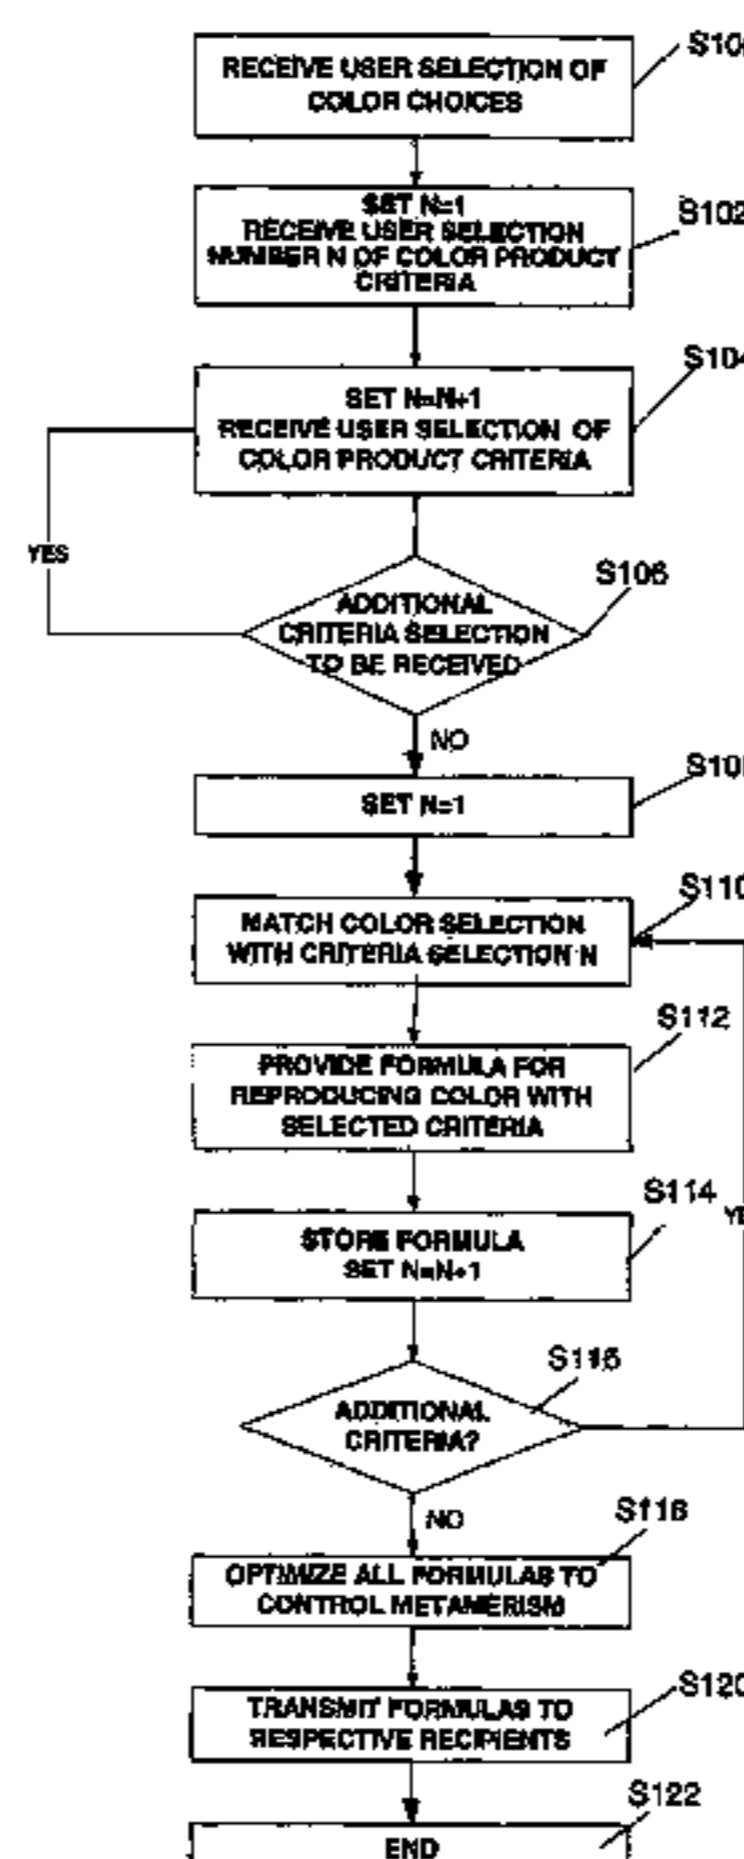 RECEIVE USER SELECTION OF
COLOR CHOICES
S10
SET N=1
RECEIVE USER SELECTION
NUMBER N OF COLOR PRODUCT
CRITERIA
S102
SET N=N+1
RECEIVE USER SELECTION OF
COLOR PRODUCT CRITERIA
S104
YES
ADDITIONAL
CRITERIA SELECTION
TO BE RECEIVED
S106
NO
SET N=1
S10
MATCH COLOR SELECTION
WITH CRITERIA SELECTION N
S110
PROVIDE FORMULA FOR
REPRODUCING COLOR WITH
SELECTED CRITERIA
S112
STORE FORMULA
SET N=N+1
S114
YE
ADDITIONAL
CRITERIA?
S116
NO
OPTIMIZE ALL FORMULAS TO
CONTROL METAMERISM
S118
TRANSMIT FORMULAS TO
RESPECTIVE RECIPIENTS
S120
END
S122